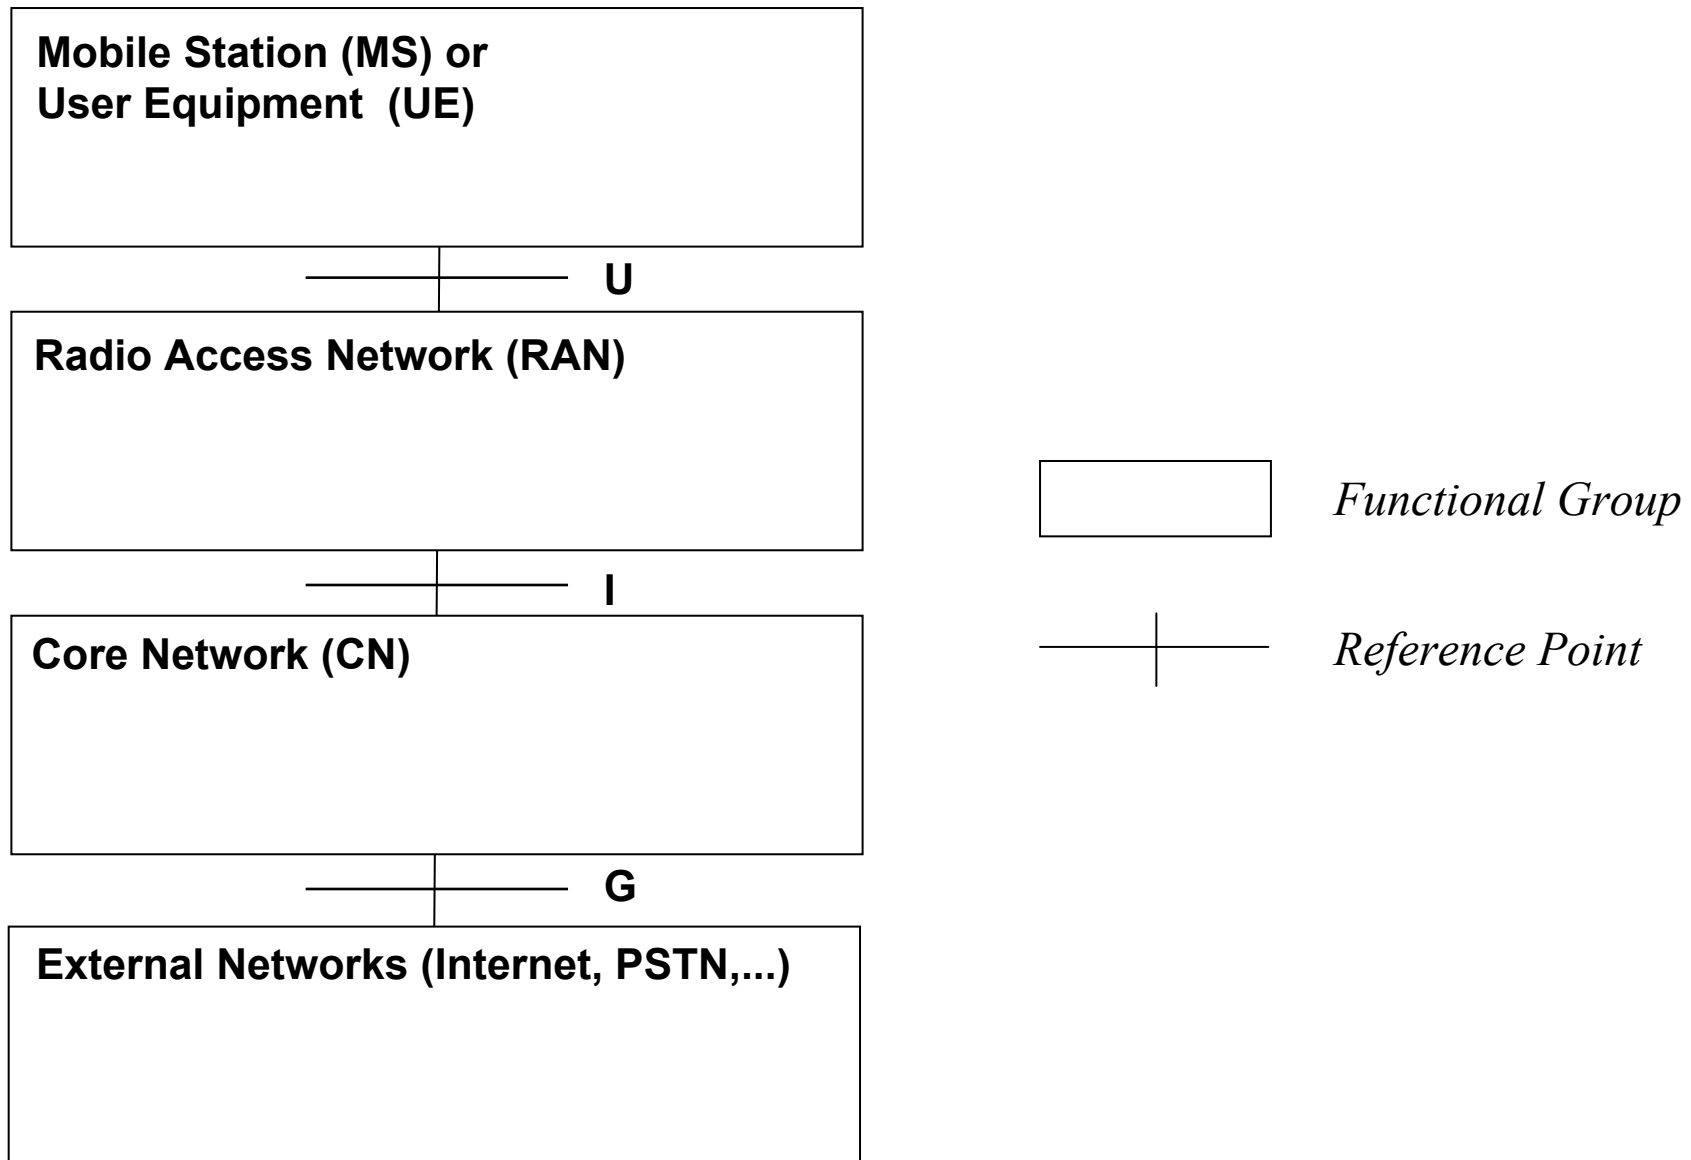 Mobile Station (MS) or
User Equipment  (UE)
U
Radio Access Network (RAN)
I
Core Network (CN)
G
External Networks (Internet, PSTN,...)
Functional Group
Reference Point